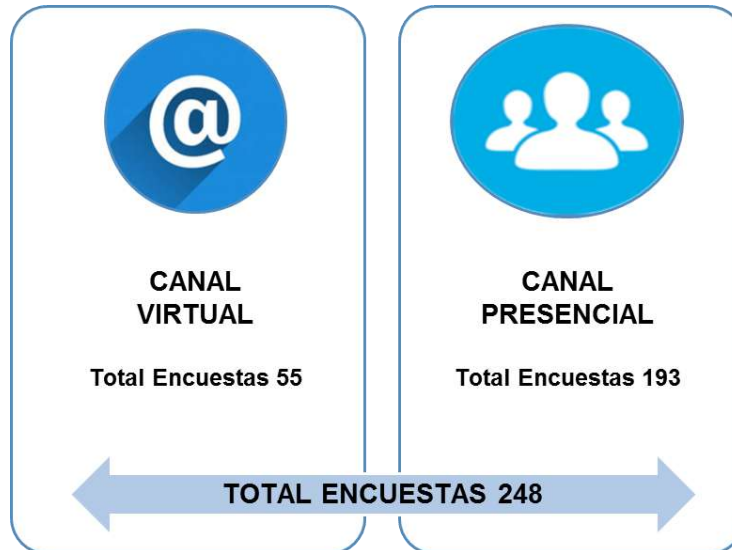 @
CANAL
VIRTUAL
Total Encuestas 55
CANAL
PRESENCIAL
Total Encuestas 193
TOTAL ENCUESTAS 248